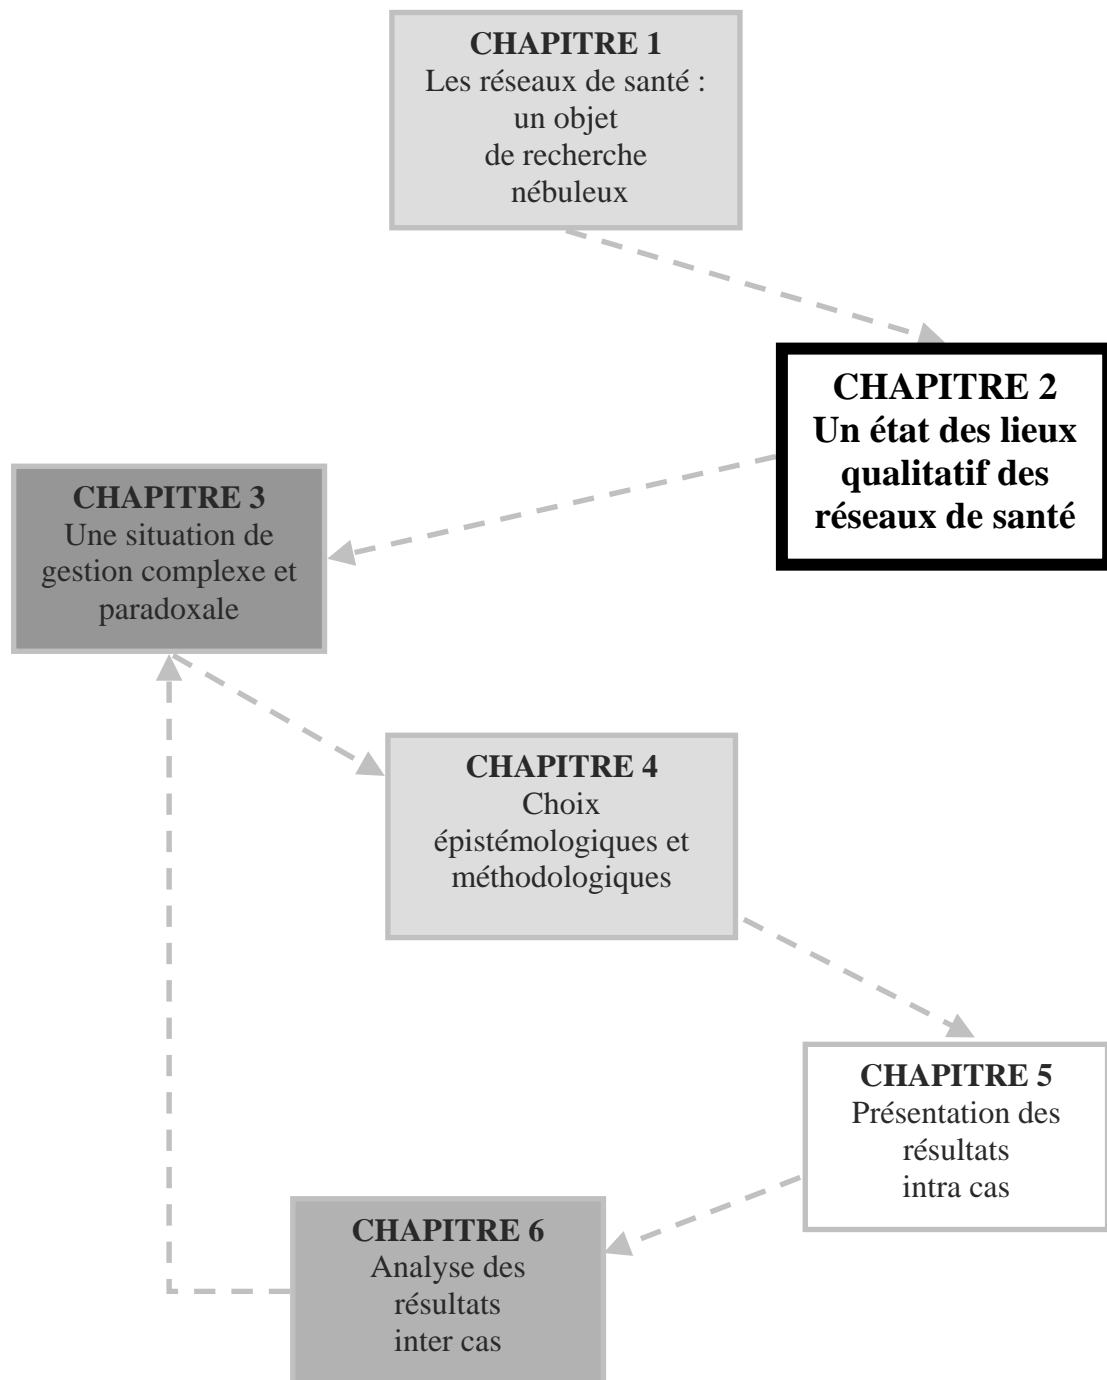 CHAPITRE 1
Les réseaux de santé :
un objet
de recherche
nébuleux
CHAPITRE 2
Un état des lieux
qualitatif des
réseaux de santé
CHAPITRE 3
Une situation de
gestion complexe et
paradoxale
CHAPITRE 4
Choix
épistémologiques et
méthodologiques
CHAPITRE 5
Présentation des
résultats
intra cas
CHAPITRE 6
Analyse des
résultats
inter cas